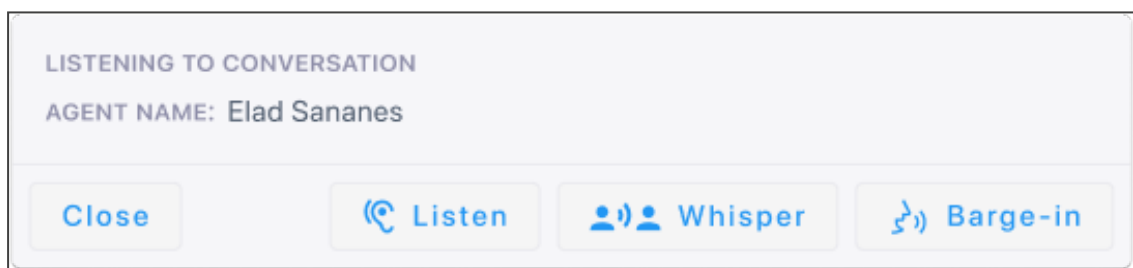 LISTENING TO CONVERSATION
AGENT NAME: Elad Sananes
Close Listen Whisper Barge-in